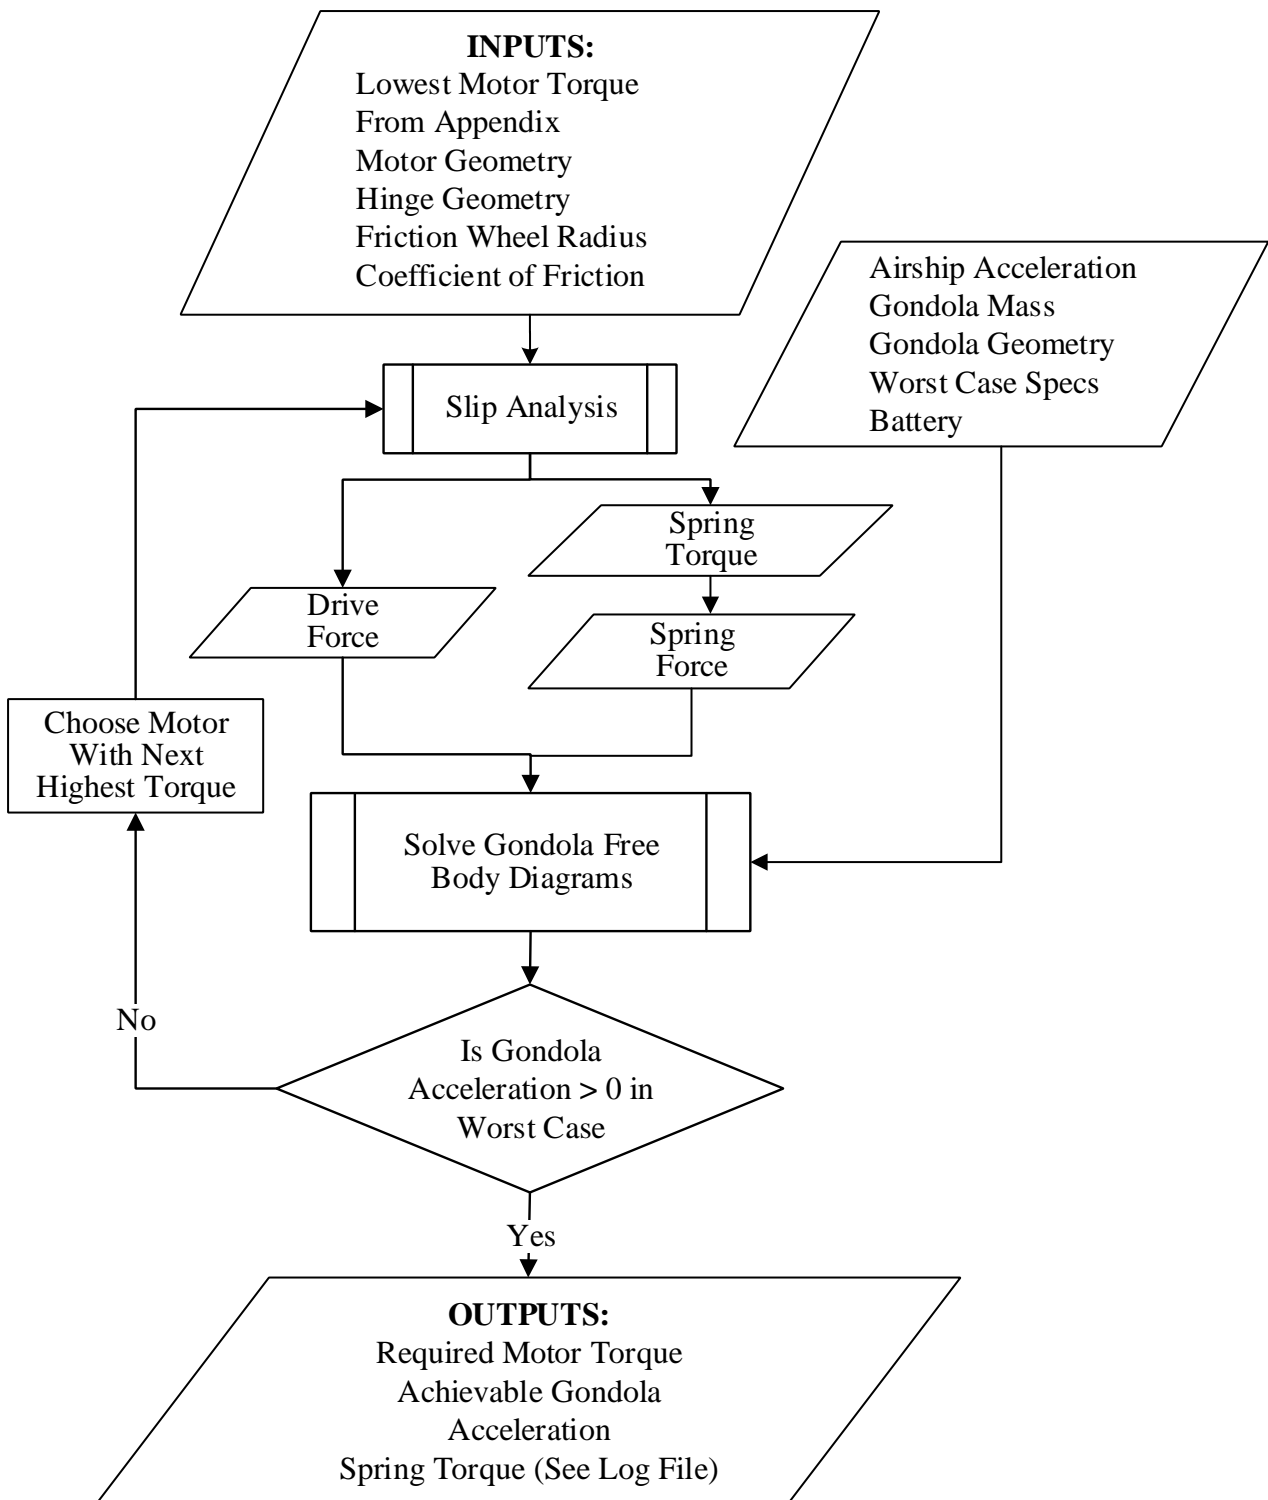 INPUTS:
Lowest Motor Torque
From Appendix
Motor Geometry
Hinge Geometry
Friction Wheel Radius
Coefficient of Friction
Airship Acceleration
Gondola Mass
Gondola Geometry
Worst Case Specs
Battery
Slip Analysis
Spring
Torque
Drive
Force
Spring
Force
Choose Motor
With Next
Highest Torque
Solve Gondola Free
Body Diagrams
No
Is Gondola
Acceleration > 0 in
Worst Case
Yes
OUTPUTS:
Required Motor Torque
Achievable Gondola
Acceleration
Spring Torque (See Log File)